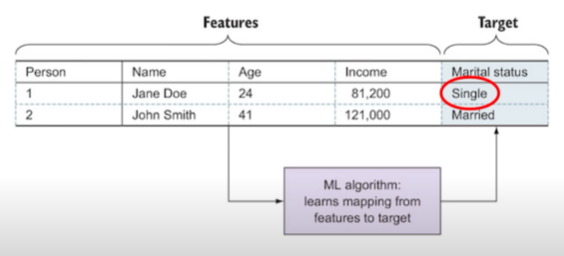 Features Target
Person Name Age Income Marital status
1 Jane Doe 24 81,200 Single
2 John Smith 41 121,000 Married
ML algorithm:
learns mapping from
features to target